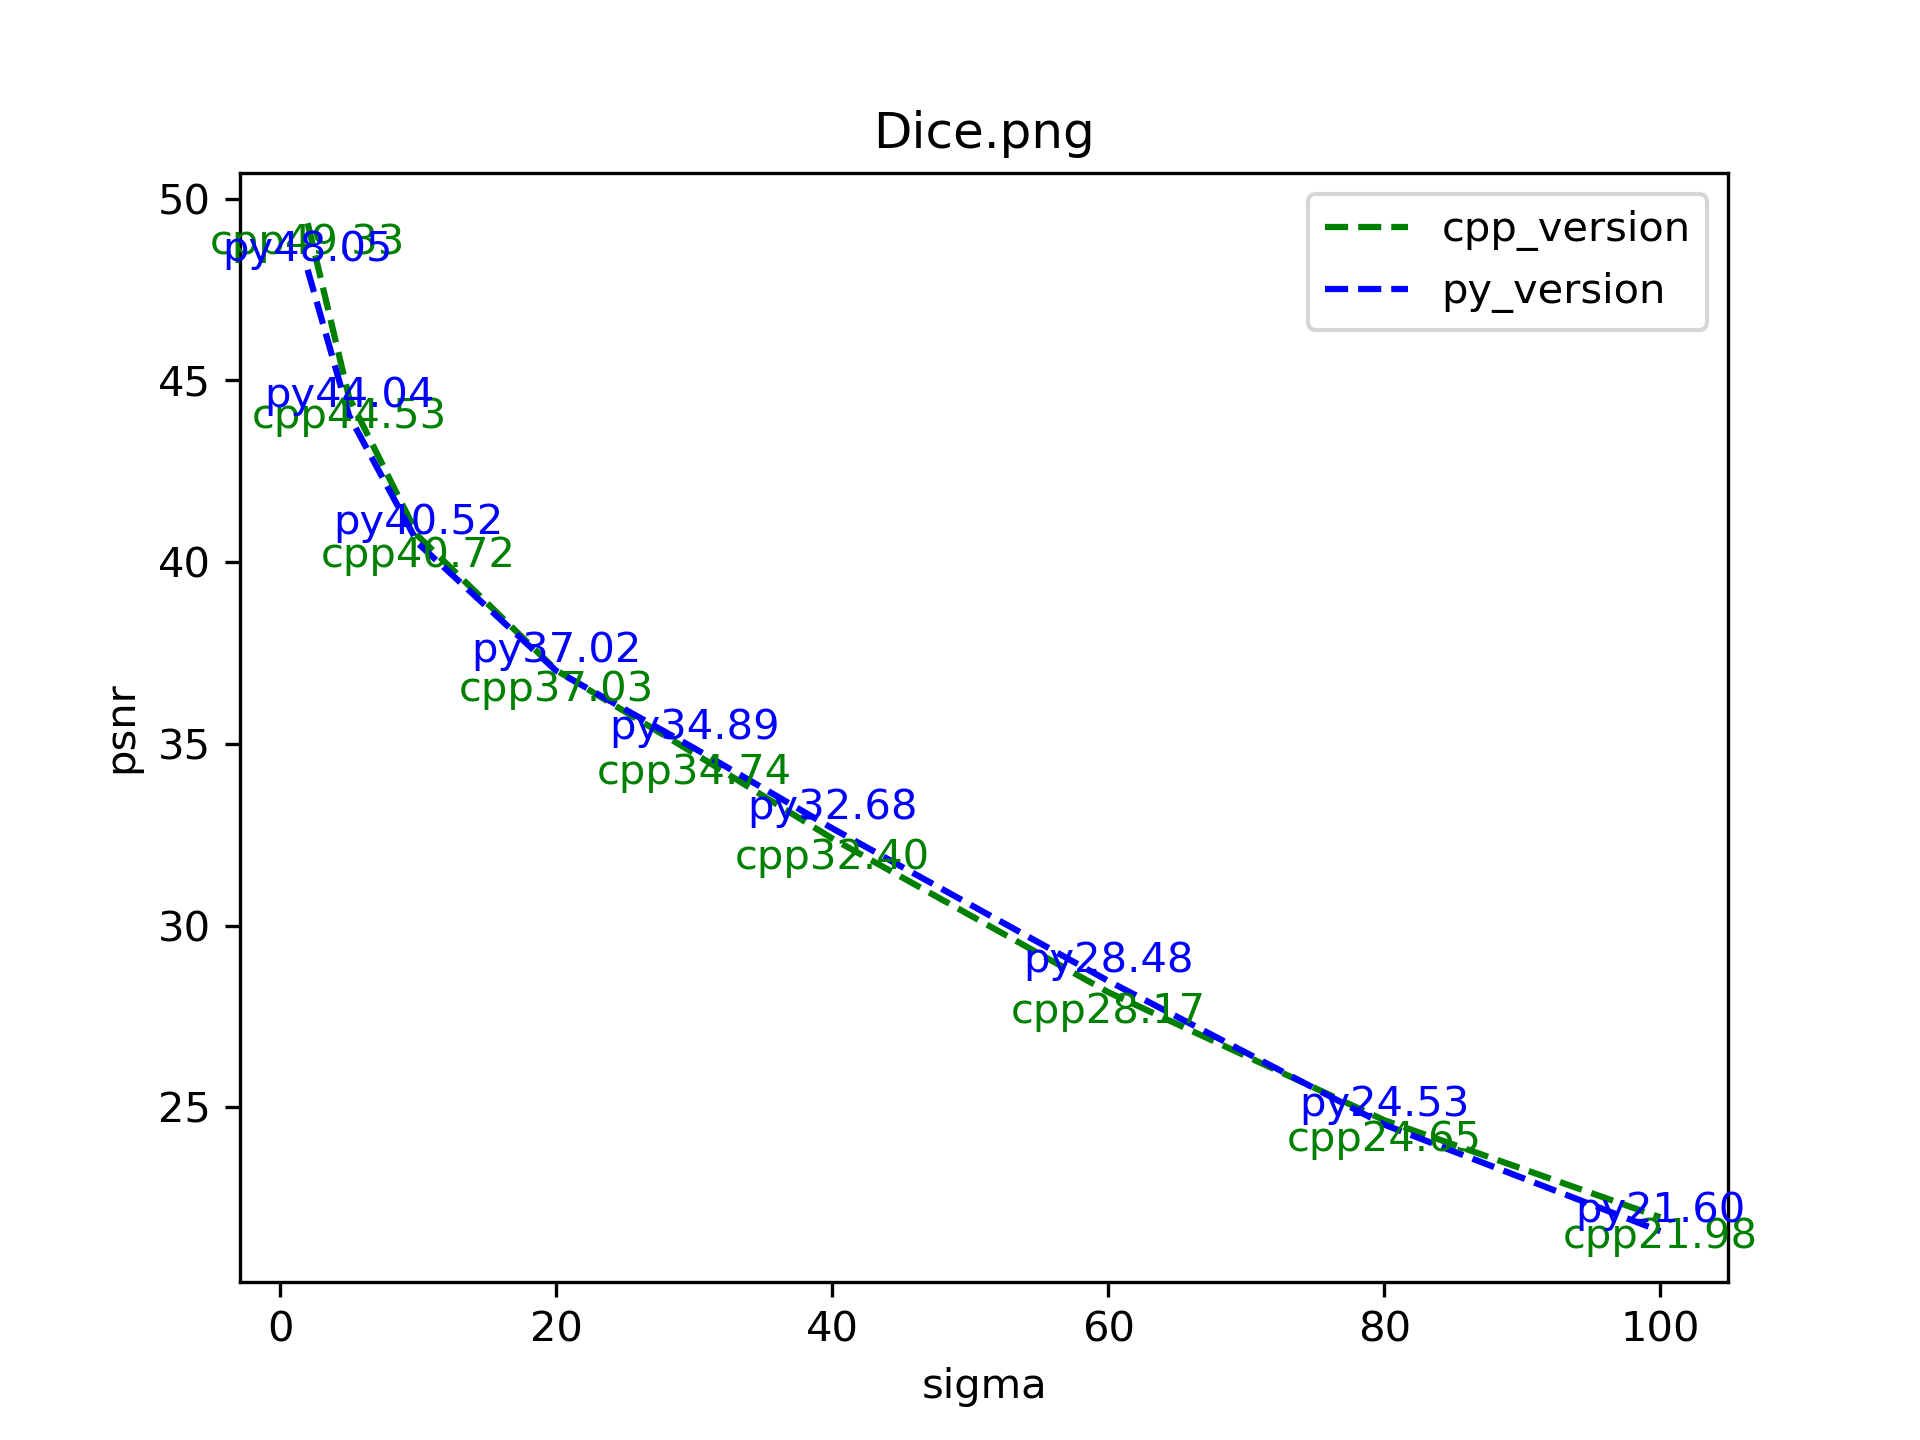 Dice.png
50
45
40
35
30
25
psnr
cpp49.33
py48.05
py44.04
cpp44.53
py40.52
cpp40.72
py37.02
cpp37.03
py34.89
cpp34.74
py32.68
cpp32.40
py28.48
cpp28.17
py24.53
cpp24.65
py21.60
cpp21.98
cpp_version
py_version
0 20 40 60 80 100
sigma